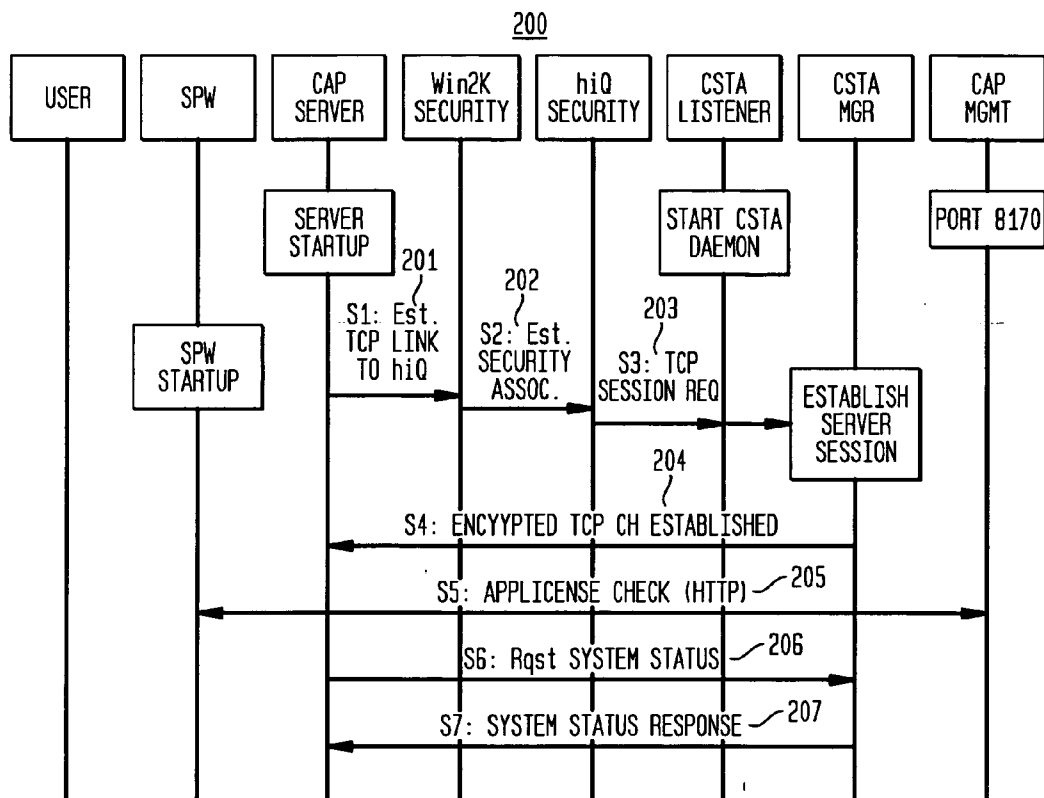 200
USER
SPW
CAP
SERVER
Win2K
SECURITY
hiQ
SECURITY
CSTA
LISTENER
CSTA
MGR
CAP
MGMT
SERVER
STARTUP
START CSTA
DAEMON
PORT 8170
201
202
203
S1: Est.
TCP LINK
TO hiQ
S2: Est.
SECURITY
ASSOC.
S3: TCP
SESSION REQ
SPW
STARTUP
ESTABLISH
SERVER
SESSION
204
S4: ENCYYPTED TCP CH ESTABLISHED
205
S5: APPLICENSE CHECK (HTTP)
206
S6: Rqst SYSTEM STATUS
207
S7: SYSTEM STATUS RESPONSE